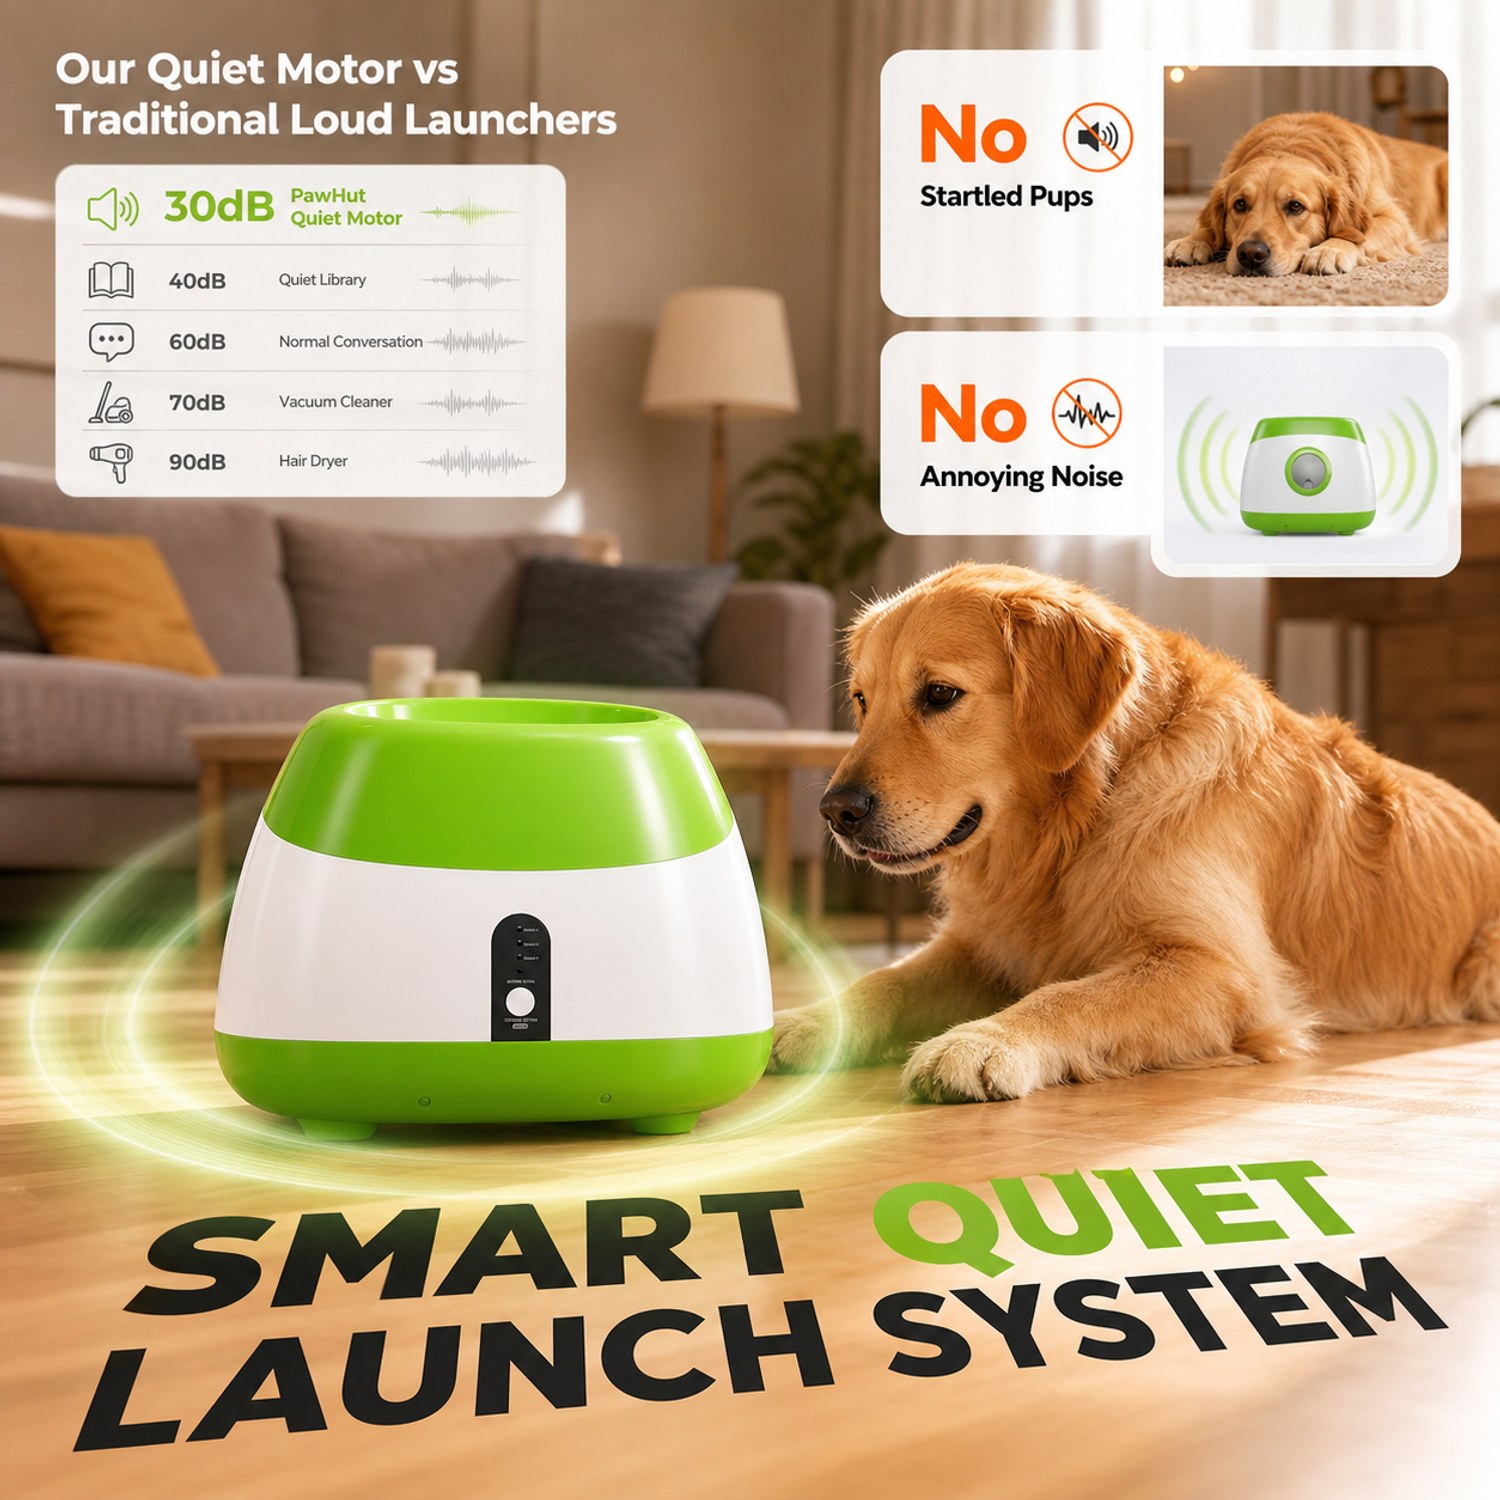 Our Quiet Motor vs
Traditional Loud Launchers
30dB
PawHut
Quiet Motor
40dB Quiet Library
60dB Normal Conversation
70dB Vacuum Cleaner
90dB Hair Dryer
No
Startled Pups
No
Annoying Noise
SMART QUIET
LAUNCH SYSTEM